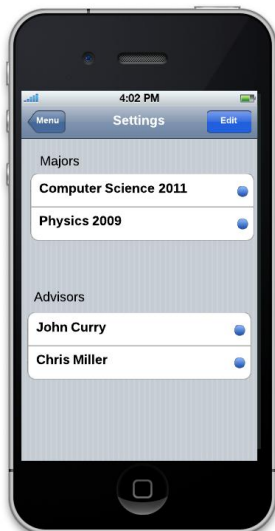 4:02 PM
Menu Settings Edit
Majors
Computer Science 2011
Physics 2009
Advisors
John Curry
Chris Miller